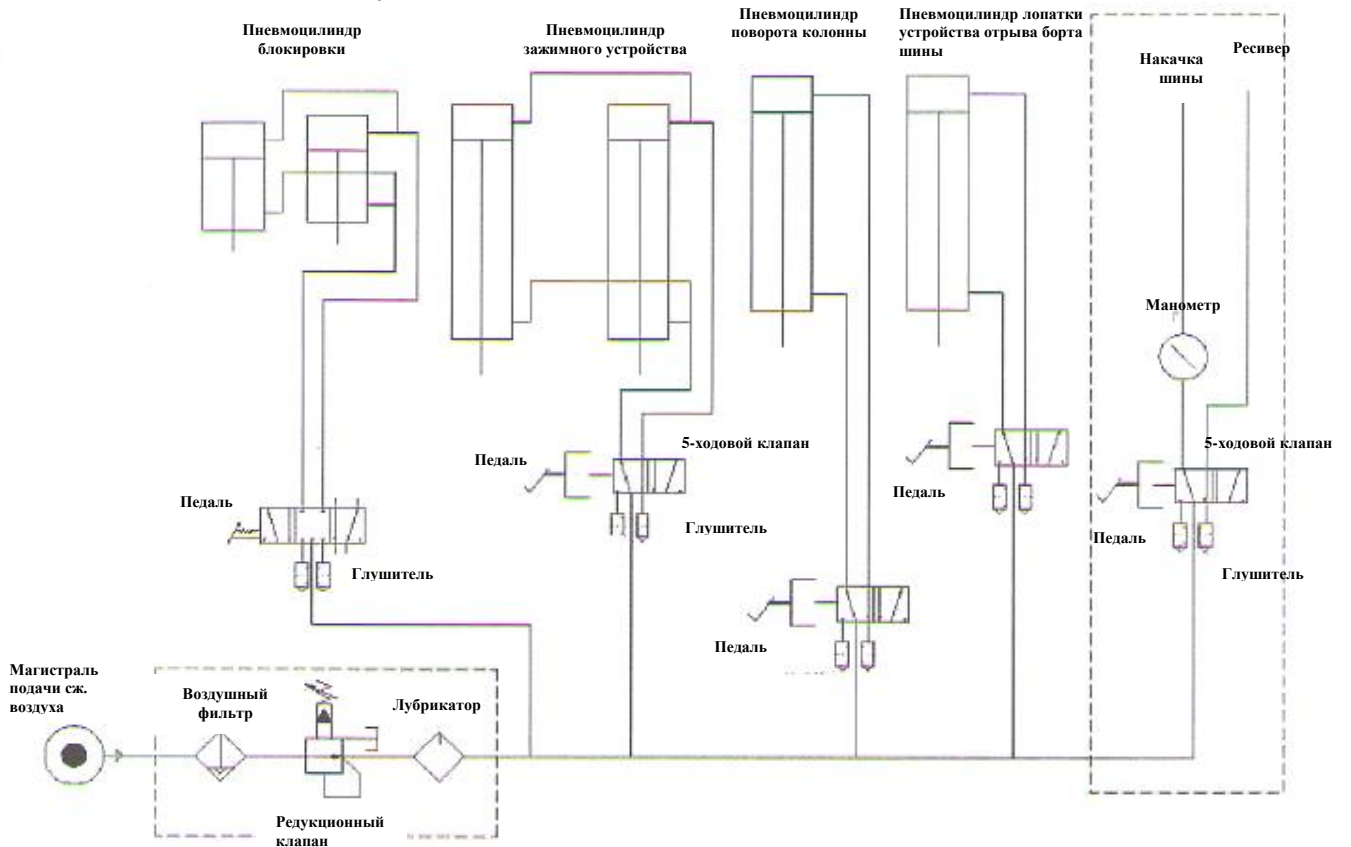 Пневмоцилиндр
блокировки
Пневмоцилиндр
зажимного устройства
Пневмоцилиндр
поворота колонны
Пневмоцилиндр лопатки
устройства отрыва борта
шины
Накачка
шины
Ресивер
Манометр
5-ходовой клапан
Педаль
Глушитель
5-ходовой клапан
Педаль
Глушитель
Педаль
Педаль
Педаль
Глушитель
Магистраль
подачи сж.
воздуха
Воздушный
фильтр
Лубрикатор
Редукционный
клапан